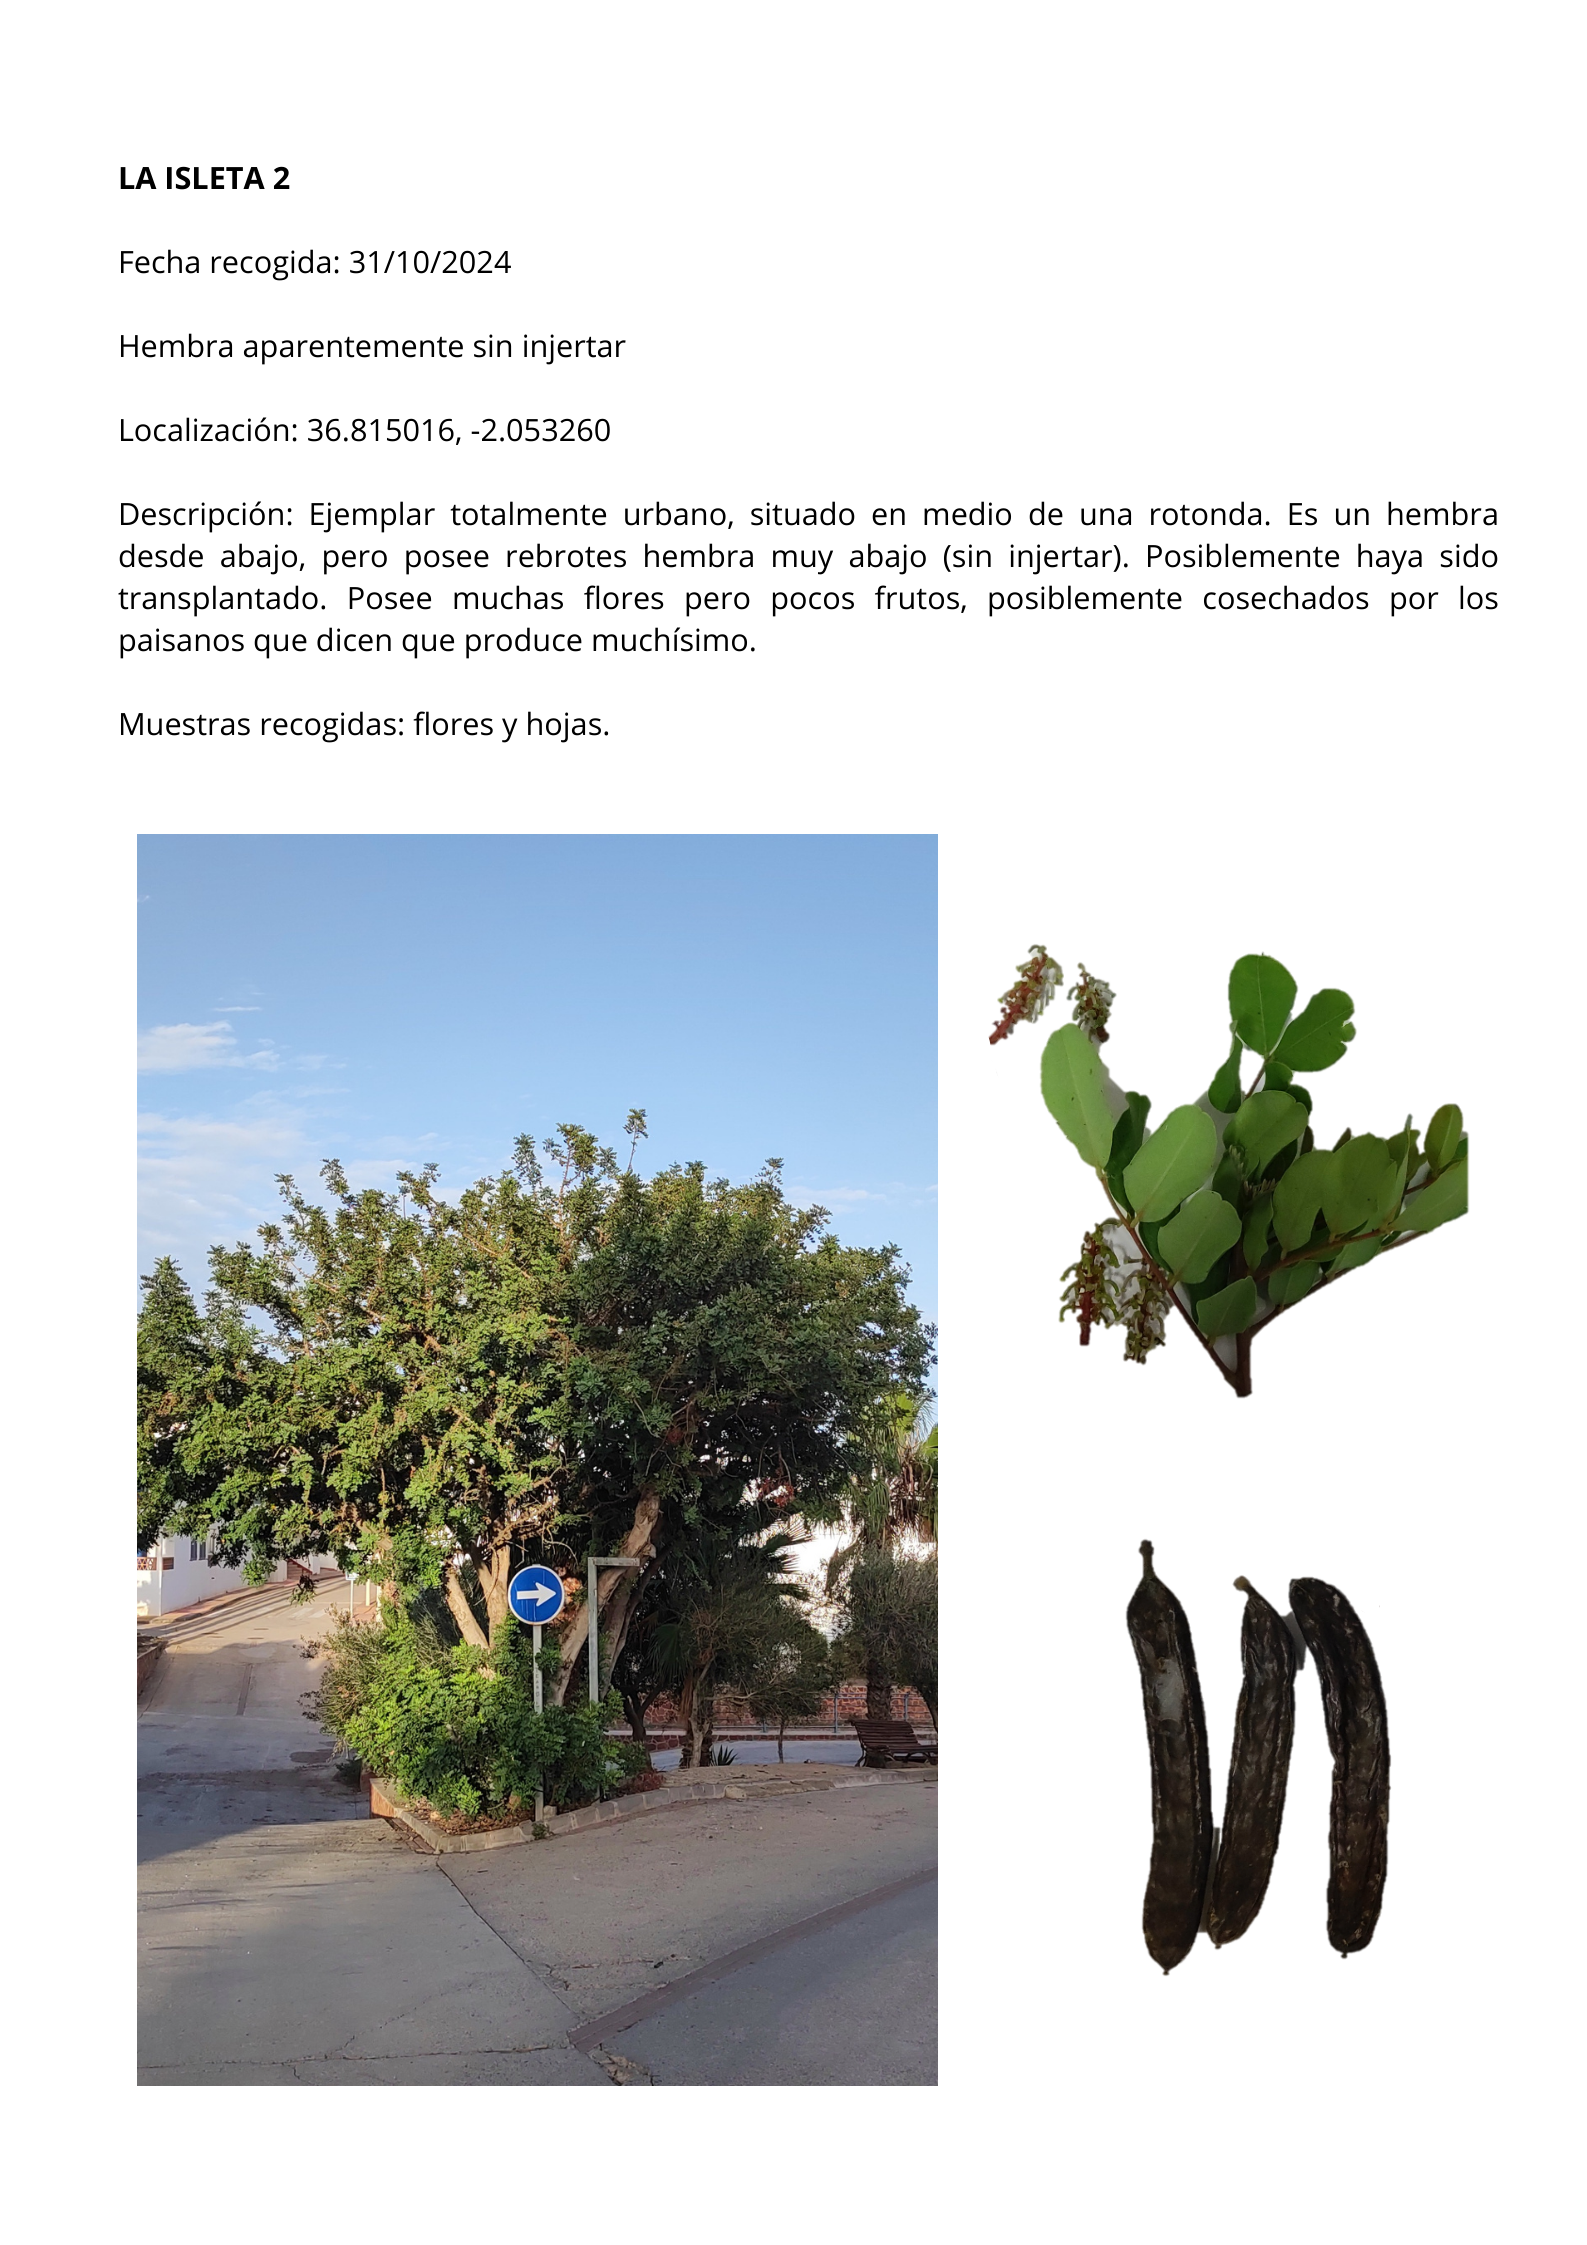 LA ISLETA 2
Fecha recogida: 31/10/2024
Hembra aparentemente sin injertar
Localización: 36.815016, -2.053260
Descripción: Ejemplar totalmente urbano, situado en medio de una rotonda. Es un hembra
desde abajo, pero posee rebrotes hembra muy abajo (sin injertar). Posiblemente haya sido
transplantado. Posee muchas flores pero pocos frutos, posiblemente cosechados por los
paisanos que dicen que produce muchísimo.
Muestras recogidas: flores y hojas.